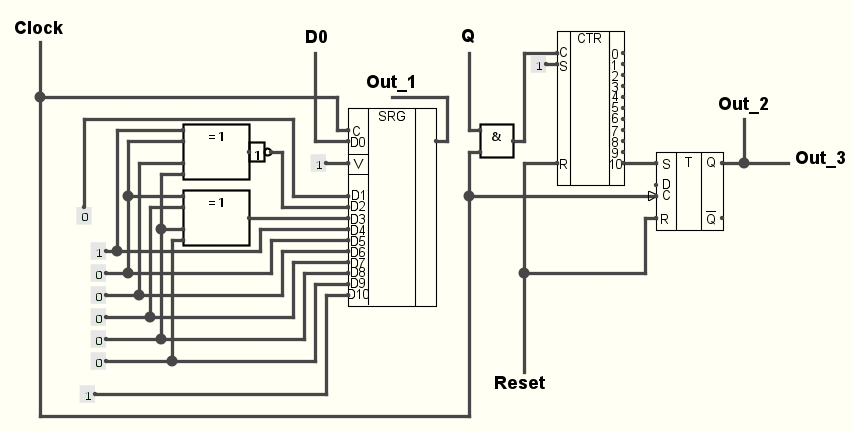 Clock
D0
Q
Out_1
CTR
C
S
1
0
1
2
3
4
5
6
7
8
9
R
10
&
SRG
C
D0
V
1
D1
D2
D3
D4
D5
D6
D7
D8
D9
D10
=1
1
=1
0
1
0
0
0
0
0
1
S
T
Q
D
C
R
Q
Out_2
Out_3
Reset